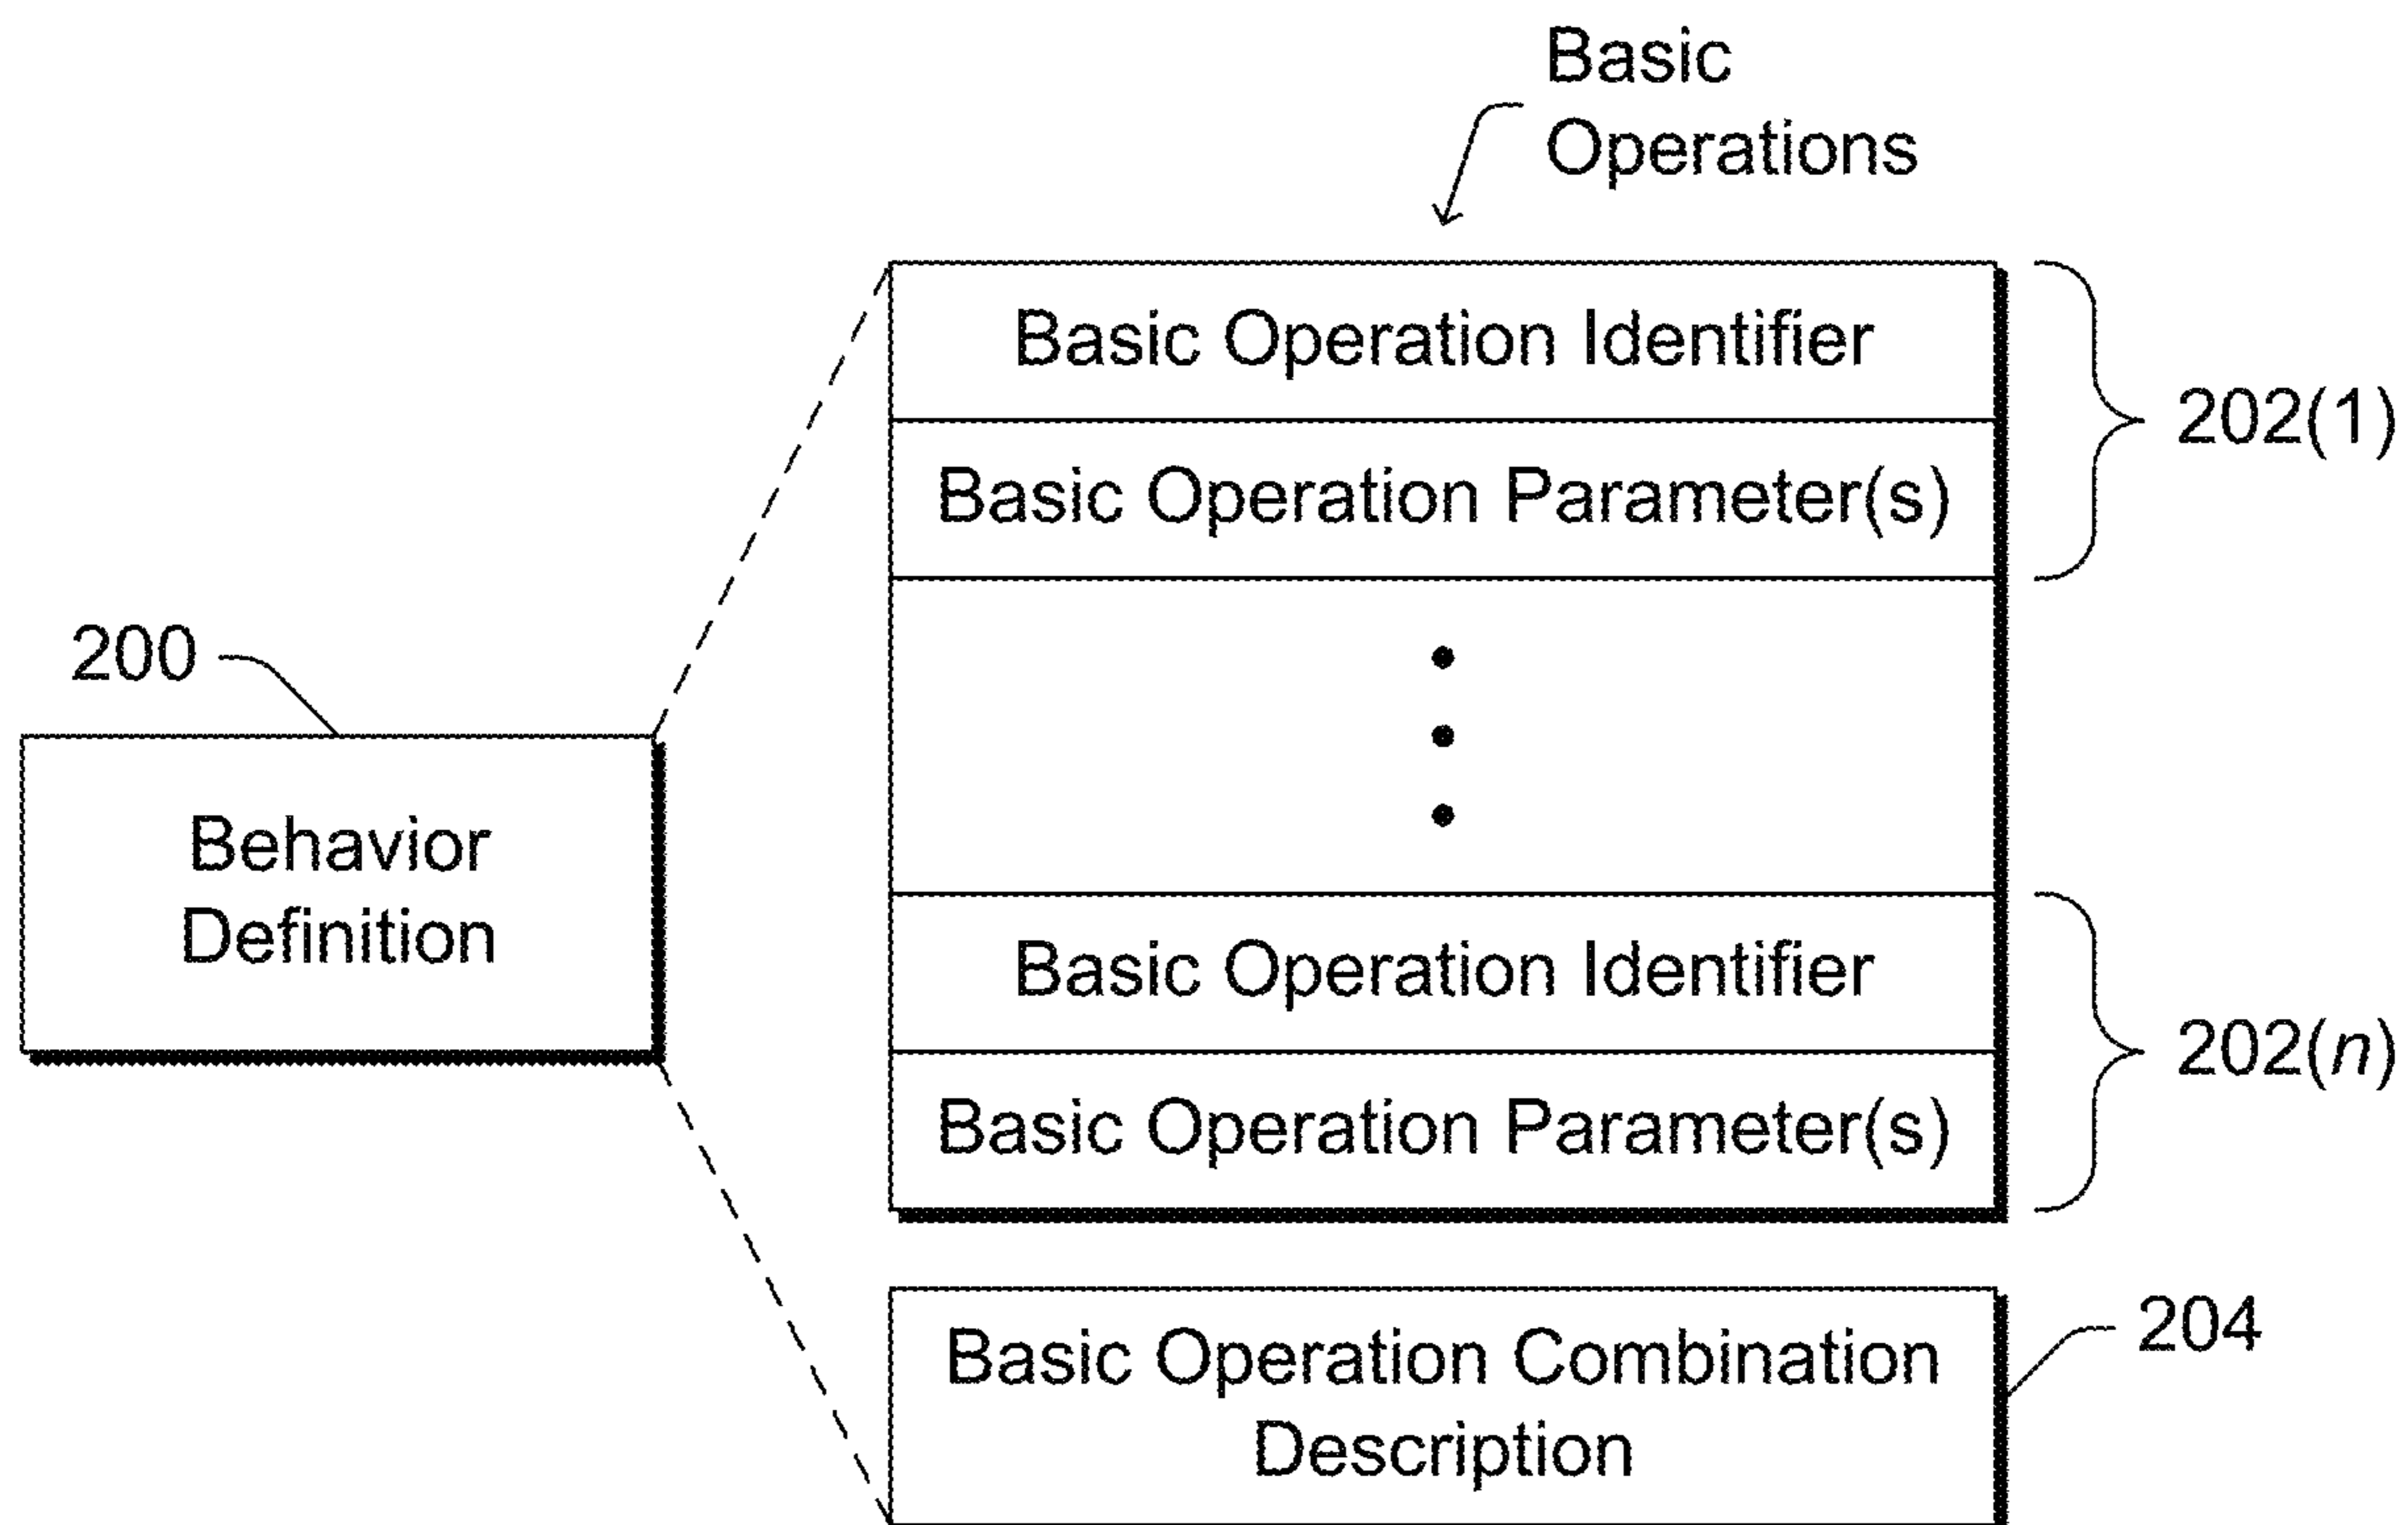 Basic
Operations
Basic Operation Identifier
202(1)
Basic Operation Parameter(s)
200
Behavior
Definition
Basic Operation Identifier
202(n)
Basic Operation Parameter(s)
204
Basic Operation Combination
Description